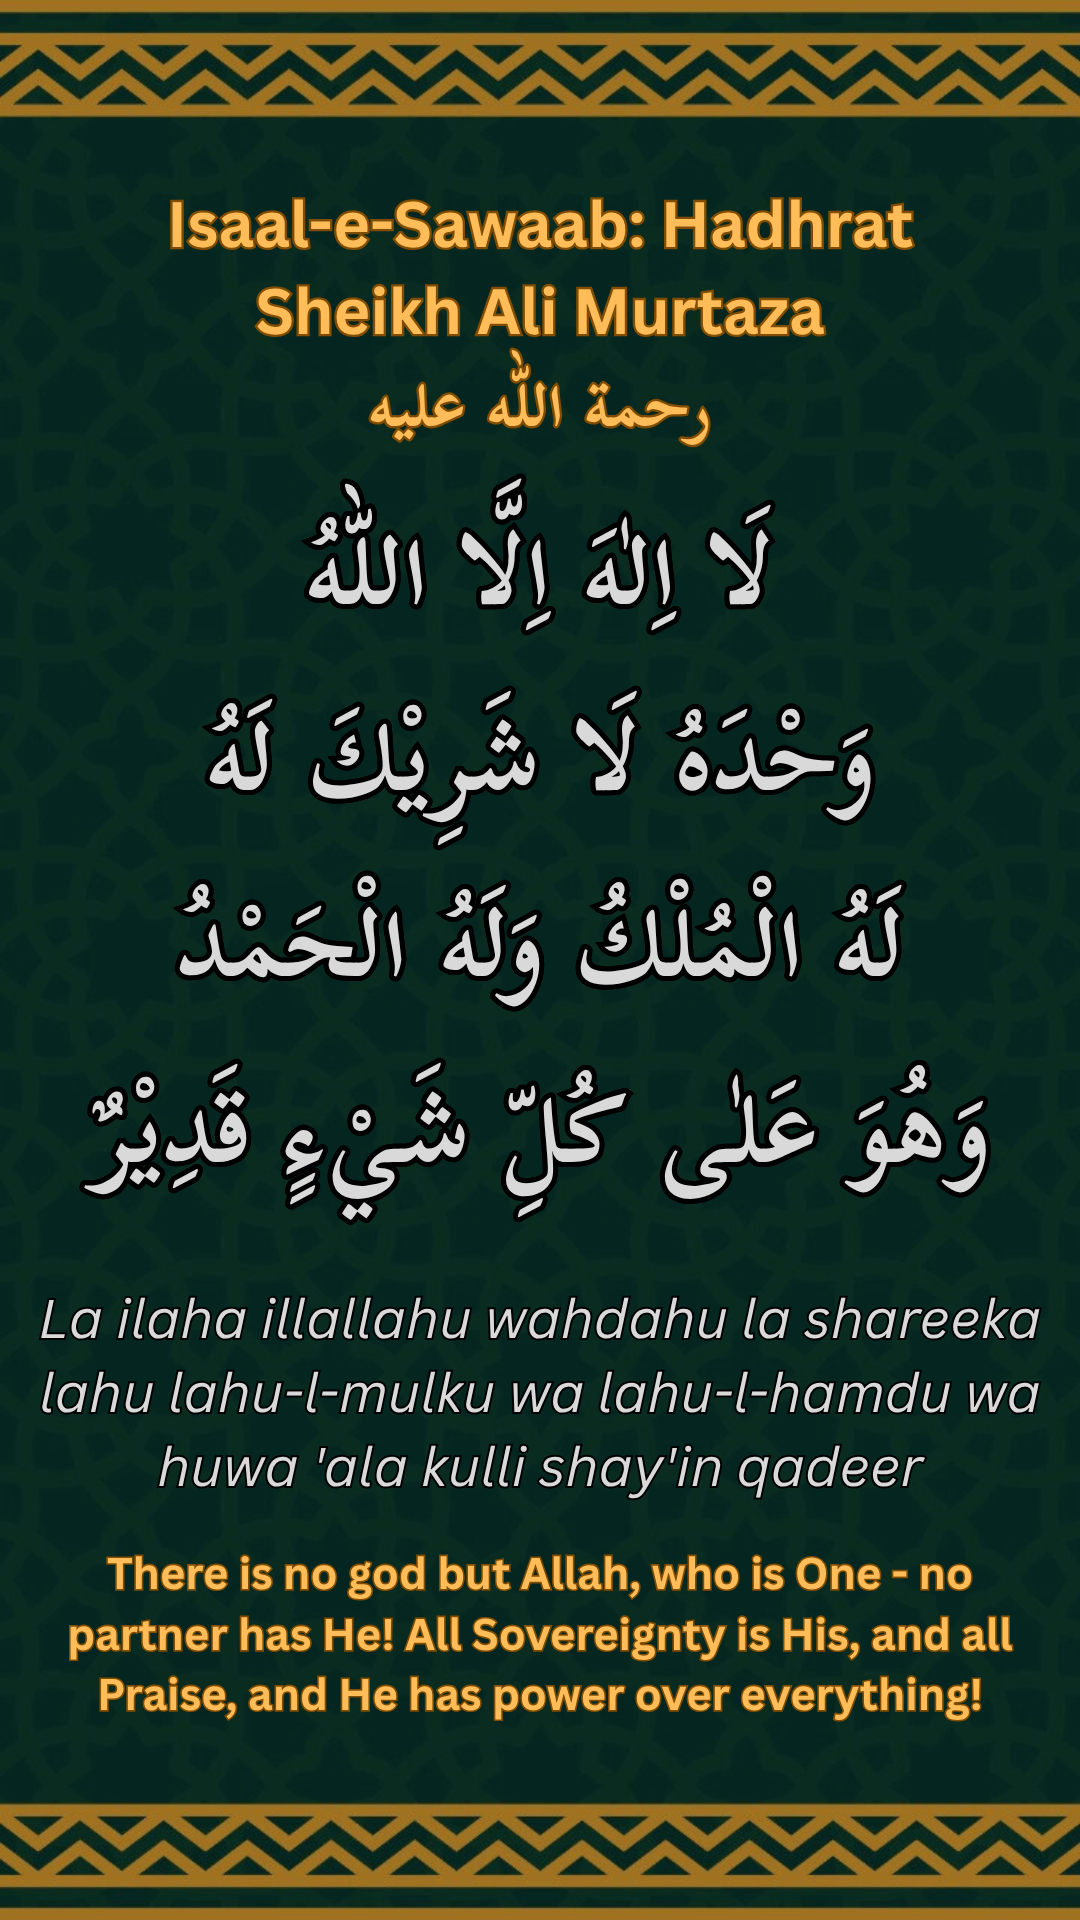 Isaal-e-Sawaab: Hadhrat
Sheikh Ali Murtaza
رحمة الله عليه
لَا اِلٰهَ اِلَّا اللّٰهُ
وَحْدَهُ لَا شَرِيْكَ لَهُ
لَهُ الْمُلْكُ وَلَهُ الْحَمْدُ
وَهُوَ عَلٰى كُلِّ شَيْءٍ قَدِيْرٌ
La ilaha illallahu wahdahu la shareeka
lahu lahu-l-mulku wa lahu-l-hamdu wa
huwa 'ala kulli shay'in qadeer
There is no god but Allah, who is One - no
partner has He! All Sovereignty is His, and all
Praise, and He has power over everything!